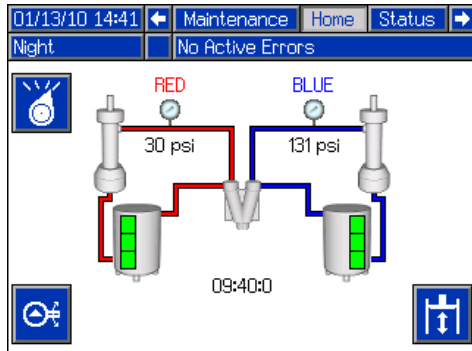 01/13/10 14:41 Maintenance Home Status
Night No Active Errors
RED BLUE
30 psi 131 psi
09:40:0